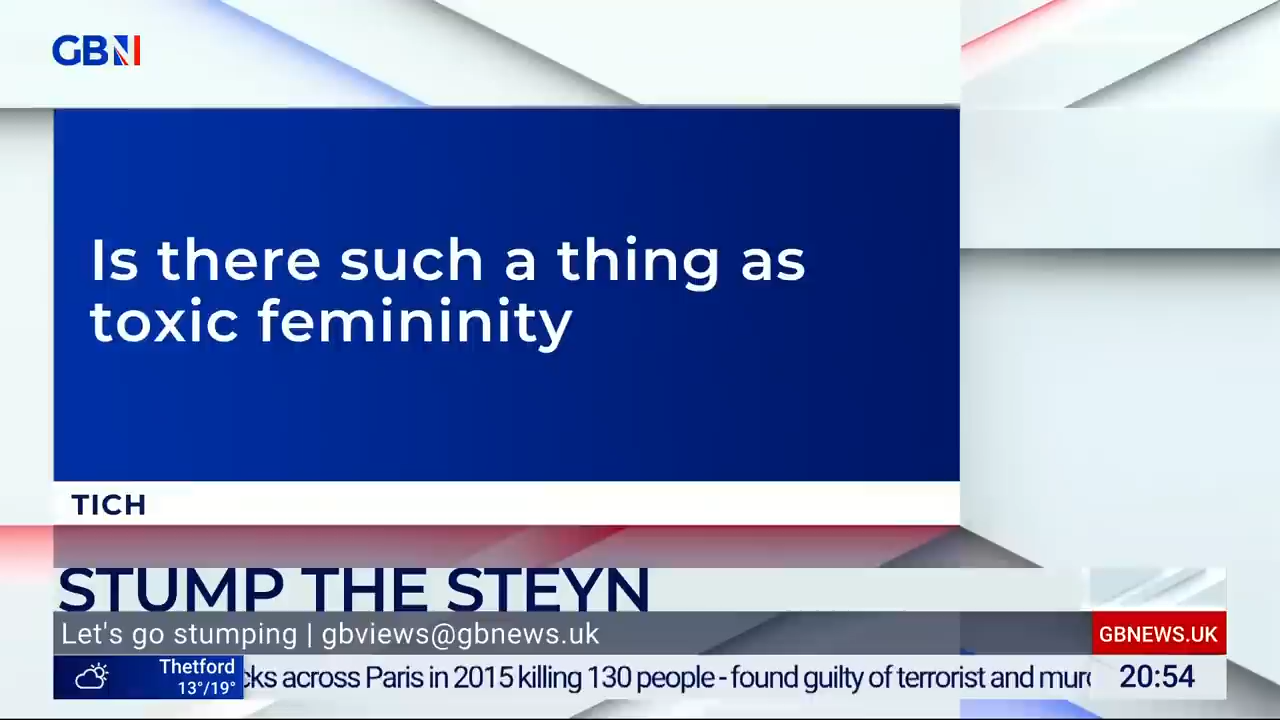 GBN
Is there such a thing as
toxic femininity
TICH
STUMP THE STEYN
Let's go stumping | gbviews@gbnews.uk
GBNEWS.UK
Thetford
13°/19°
cks across Paris in 2015 killing 130 people - found guilty of terrorist and mur
20:54